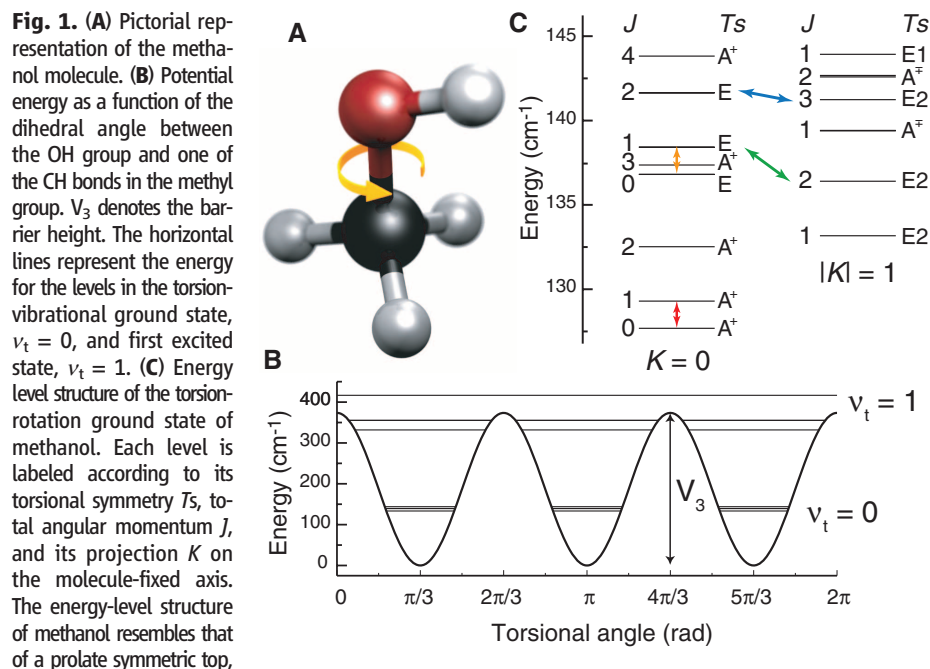 Fig. 1. (A) Pictorial rep-
resentation of the metha-
nol molecule. (B) Potential
energy as a function of the
dihedral angle between
the OH group and one of
the CH bonds in the methyl
group. V₃ denotes the bar-
rier height. The horizontal
lines represent the energy
for the levels in the torsion-
vibrational ground state,
νt = 0, and first excited
state, νt = 1. (C) Energy
level structure of the torsion-
rotation ground state of
methanol. Each level is
labeled according to its
torsional symmetry Ts, to-
tal angular momentum J,
and its projection K on
the molecule-fixed axis.
The energy-level structure
of methanol resembles that
of a prolate symmetric top,
A
C
Energy (cm⁻¹)
145
140
135
130
J Ts
4 A⁺
2 E
1 E
3 A⁺
0 E
2 A⁺
1 A⁺
0 A⁺
K = 0
J Ts
1 E1
2 A∓
3 E2
1 A∓
2 E2
1 E2
|K| = 1
B
Energy (cm⁻¹)
400
300
200
100
0
V₃
νt = 1
νt = 0
0 π/3 2π/3 π 4π/3 5π/3 2π
Torsional angle (rad)